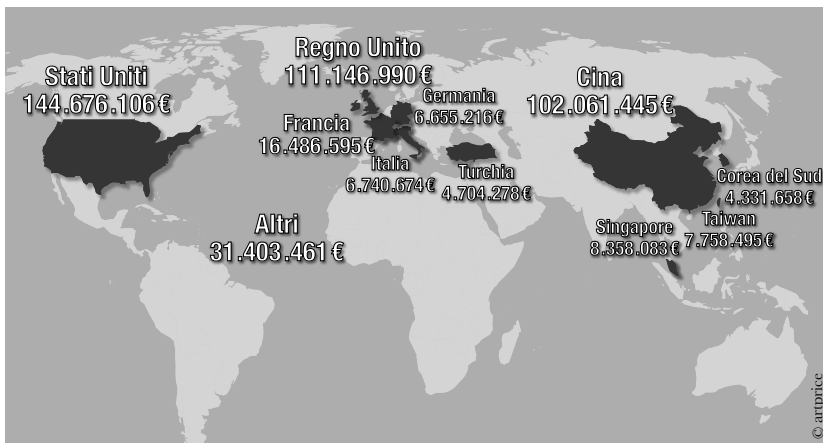 Stati Uniti
144.676.106 €
Regno Unito
111.146.990 €
Germania
6.655.216 €
Francia
16.486.595 €
Italia
6.740.674 €
Turchia
4.704.278 €
Cina
102.061.445 €
Corea del Sud
4.331.658 €
Taiwan
7.758.495 €
Singapore
8.358.083 €
Altri
31.403.461 €
© artprice